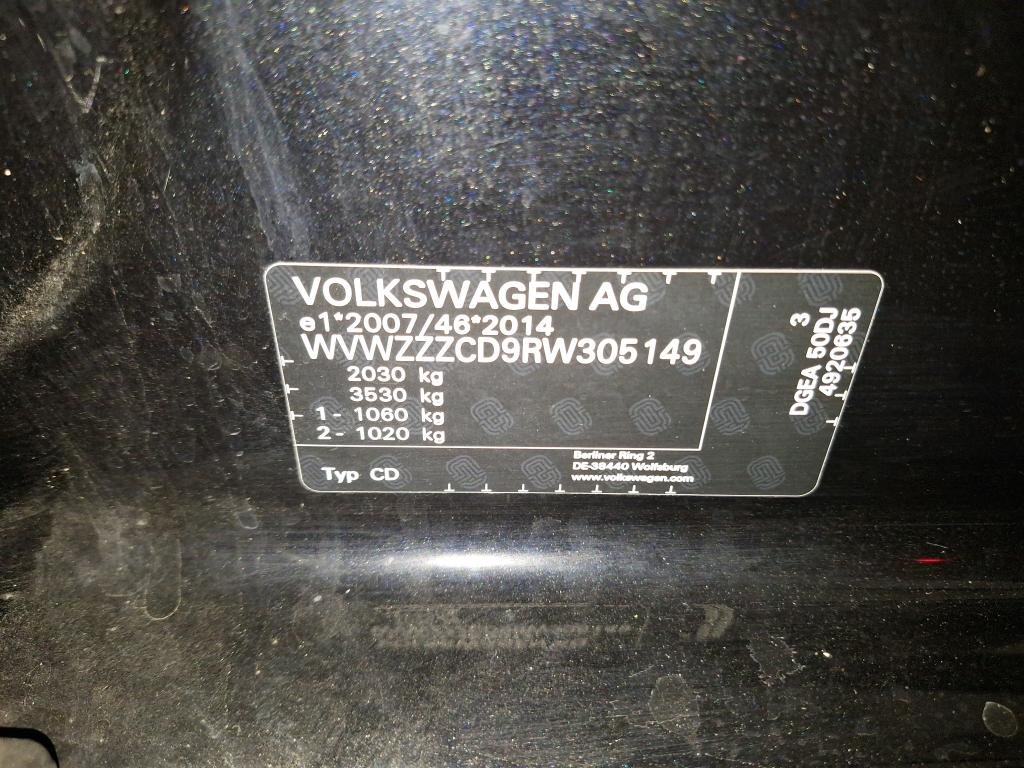 VOLKSWAGEN AG
e1*2007/46*2014
WVWZZZCD9RW305149
2030 kg
3530 kg
1- 1060 kg
2- 1020 kg
Typ CD
Berliner Ring 2
DE-38440 Wolfsburg
www.volkswagen.com
3
DGEA 50DJ
4920635